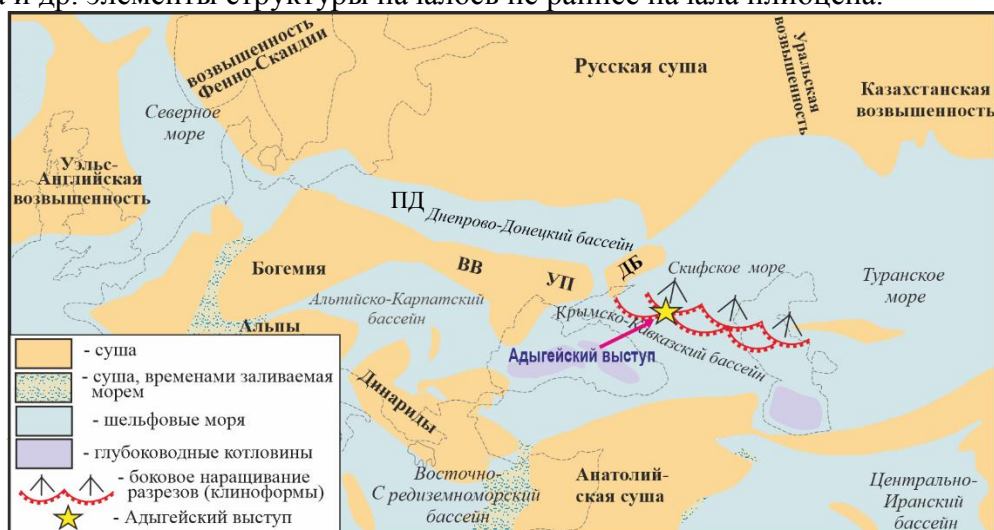 и др. элементы структуры началось не раннее начала плиоцена.
возвышенность
Фенно-Скандии
Северное
море
Уэльс-
Английская
возвышенность
Русская суша
Уральская
возвышенность
Казахстанская
возвышенность
ПД
Днепрово-Донецкий бассейн
Богемия
ВВ
УП
ДБ
Скифское море
Туранское
море
Альпийско-Карпатский
бассейн
Альпы
Крымско-Кавказский бассейн
Адыгейский выступ
Динариды
Восточно-
Средиземноморский
бассейн
Анатолий-
ская суша
Центрально-
Иранский
бассейн
- суша
- суша, временами заливаемая
морем
- шельфовые моря
- глубоководные котловины
- боковое наращивание
разрезов (клиноформы)
- Адыгейский выступ